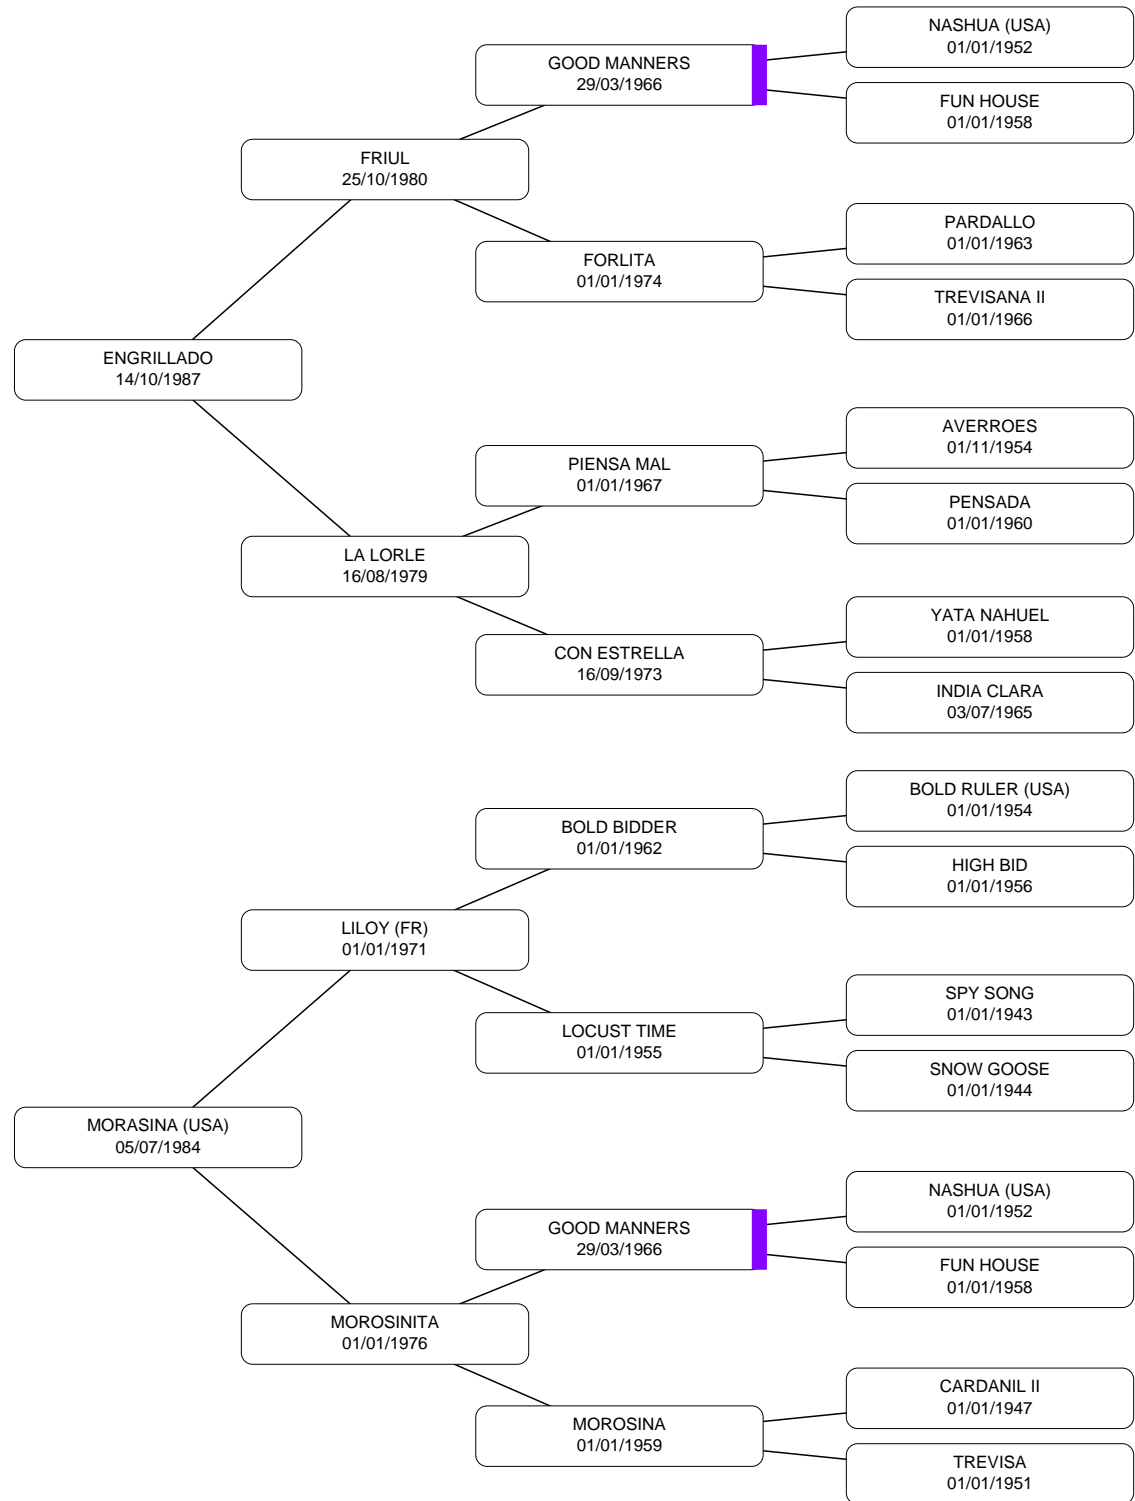 NASHUA (USA)
01/01/1952
GOOD MANNERS
29/03/1966
FUN HOUSE
01/01/1958
FRIUL
25/10/1980
PARDALLO
01/01/1963
FORLITA
01/01/1974
TREVISANA II
01/01/1966
ENGRILLADO
14/10/1987
AVERROES
01/11/1954
PIENSA MAL
01/01/1967
PENSADA
01/01/1960
LA LORLE
16/08/1979
YATA NAHUEL
01/01/1958
CON ESTRELLA
16/09/1973
INDIA CLARA
03/07/1965
BOLD RULER (USA)
01/01/1954
BOLD BIDDER
01/01/1962
HIGH BID
01/01/1956
LILOY (FR)
01/01/1971
SPY SONG
01/01/1943
LOCUST TIME
01/01/1955
SNOW GOOSE
01/01/1944
MORASINA (USA)
05/07/1984
NASHUA (USA)
01/01/1952
GOOD MANNERS
29/03/1966
FUN HOUSE
01/01/1958
MOROSINITA
01/01/1976
CARDANIL II
01/01/1947
MOROSINA
01/01/1959
TREVISA
01/01/1951